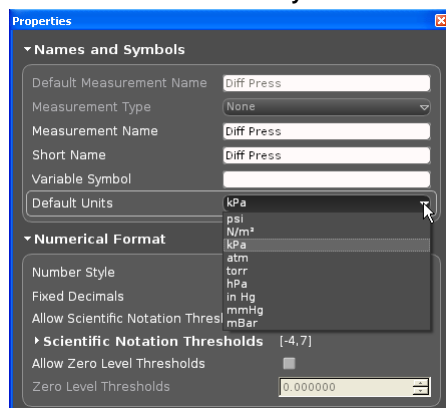 Properties
Names and Symbols
Default Measurement Name Diff Press
Measurement Type None
Measurement Name Diff Press
Short Name Diff Press
Variable Symbol
Default Units kPa
psi
N/m²
kPa
atm
torr
hPa
in Hg
mmHg
mBar
Numerical Format
Number Style
Fixed Decimals
Allow Scientific Notation Thres
Scientific Notation Thresholds [-4,7]
Allow Zero Level Thresholds
Zero Level Thresholds 0.000000